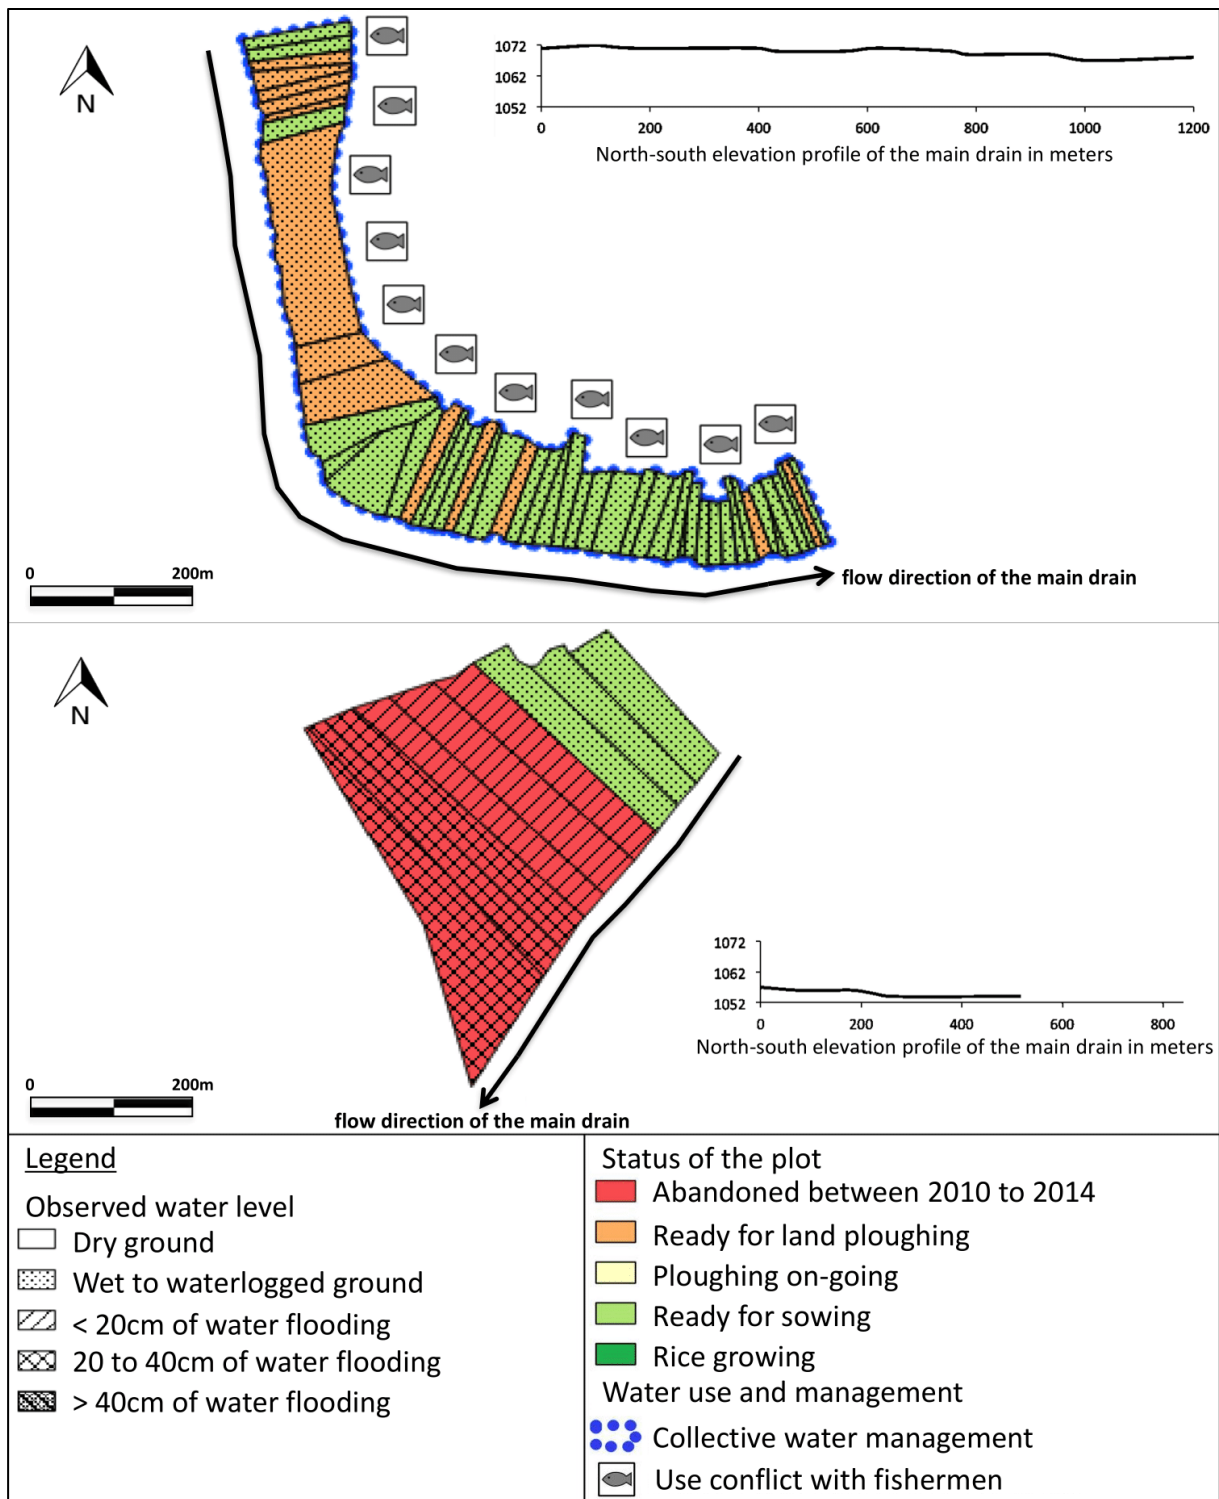 N
1072
1062
1052
0 200 400 600 800 1000 1200
North-south elevation profile of the main drain in meters
0 200m
flow direction of the main drain
N
1072
1062
1052
0 200 400 600 800
North-south elevation profile of the main drain in meters
0 200m
flow direction of the main drain
Legend
Observed water level
Dry ground
Wet to waterlogged ground
< 20cm of water flooding
20 to 40cm of water flooding
> 40cm of water flooding
Status of the plot
Abandoned between 2010 to 2014
Ready for land ploughing
Ploughing on-going
Ready for sowing
Rice growing
Water use and management
Collective water management
Use conflict with fishermen